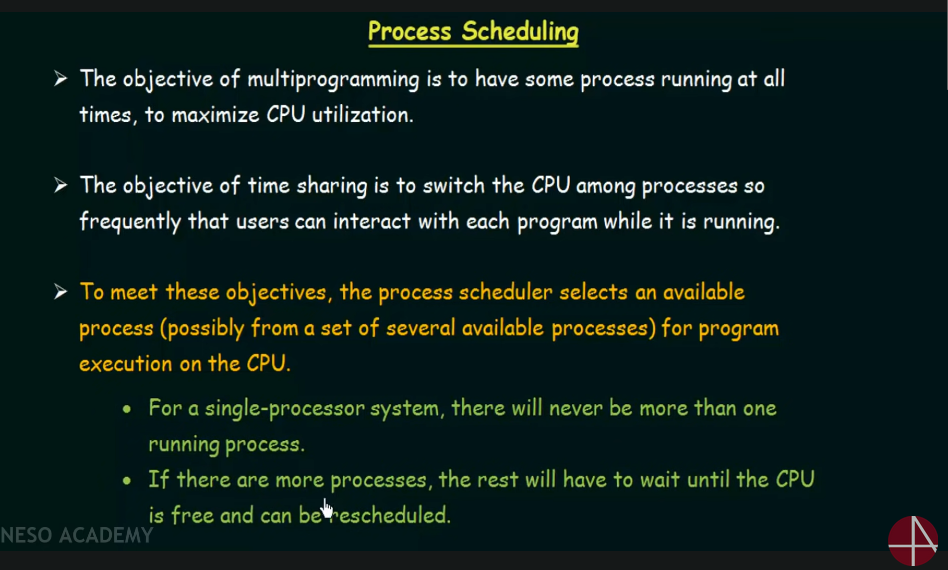 Process Scheduling
➢ The objective of multiprogramming is to have some process running at all
times, to maximize CPU utilization.
➢ The objective of time sharing is to switch the CPU among processes so
frequently that users can interact with each program while it is running.
➢ To meet these objectives, the process scheduler selects an available
process (possibly from a set of several available processes) for program
execution on the CPU.
• For a single-processor system, there will never be more than one
running process.
• If there are more processes, the rest will have to wait until the CPU
is free and can be rescheduled.
NESO ACADEMY